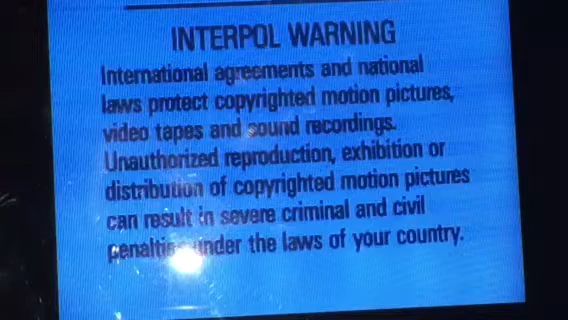 INTERPOL WARNING
International agreements and national
laws protect copyrighted motion pictures,
video tapes and sound recordings.
Unauthorized reproduction, exhibition or
distribution of copyrighted motion pictures
can result in severe criminal and civil
penalties under the laws of your country.